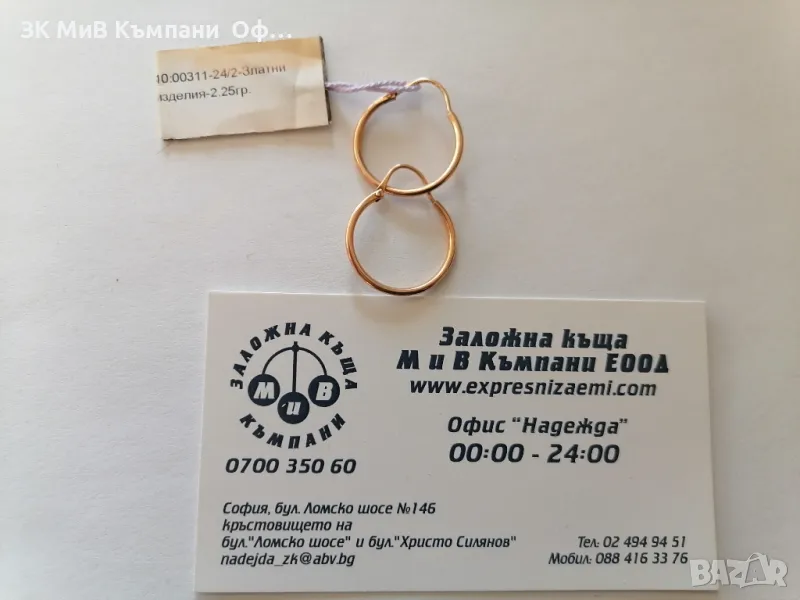 ЗК МиВ Къмпани Оф...
40:00311-24/2-Златни
изделия-2.25гр.
ЗАЛОЖНА КЪЩА
М и В
КЪМПАНИ
0700 350 60
Заложна къща
М и В Къмпани ЕООД
www.expresnizaemi.com
Офис "Надежда"
00:00 - 24:00
София, бул. Ломско шосе №146
кръстовището на
бул."Ломско шосе" и бул."Христо Силянов"
nadejda_zk@abv.bg
Тел: 02 494 94 51
Мобил: 088 416 33 76
BAZAR